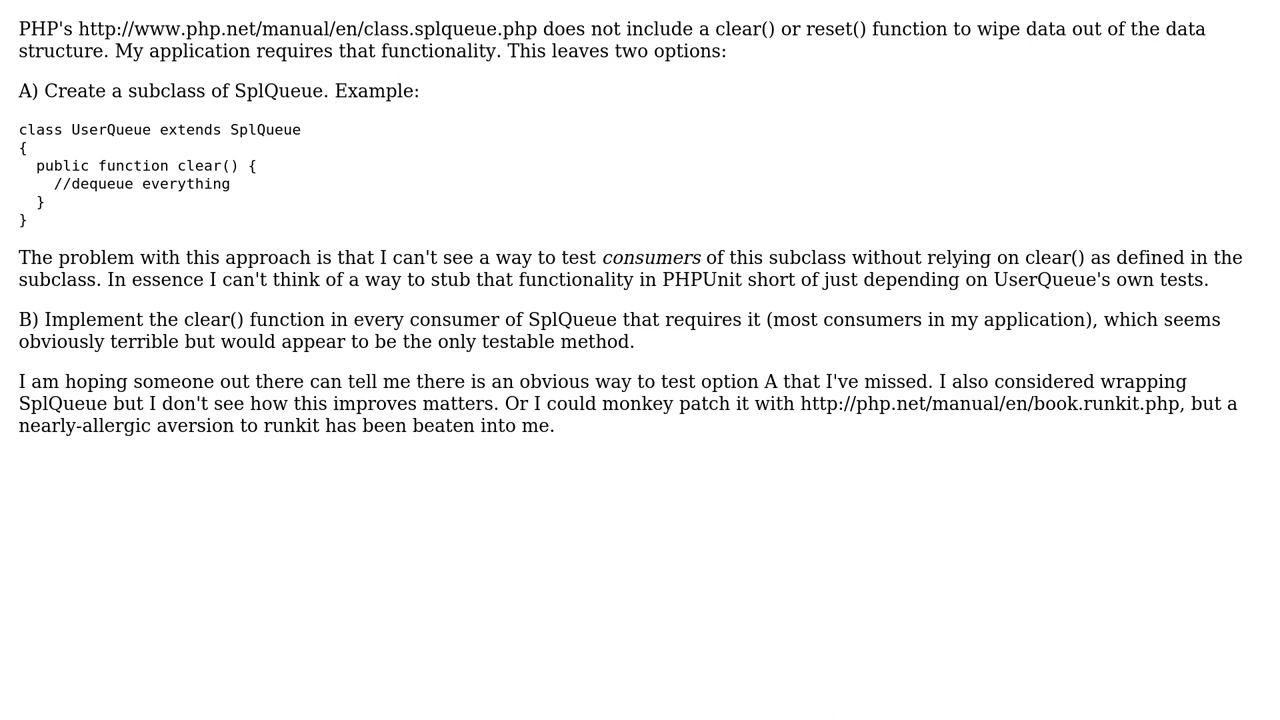 PHP's http://www.php.net/manual/en/class.splqueue.php does not include a clear() or reset() function to wipe data out of the data
structure. My application requires that functionality. This leaves two options:
A) Create a subclass of SplQueue. Example:
class UserQueue extends SplQueue
{
  public function clear() {
    //dequeue everything
  }
}
The problem with this approach is that I can't see a way to test consumers of this subclass without relying on clear() as defined in the
subclass. In essence I can't think of a way to stub that functionality in PHPUnit short of just depending on UserQueue's own tests.
B) Implement the clear() function in every consumer of SplQueue that requires it (most consumers in my application), which seems
obviously terrible but would appear to be the only testable method.
I am hoping someone out there can tell me there is an obvious way to test option A that I've missed. I also considered wrapping
SplQueue but I don't see how this improves matters. Or I could monkey patch it with http://php.net/manual/en/book.runkit.php, but a
nearly-allergic aversion to runkit has been beaten into me.